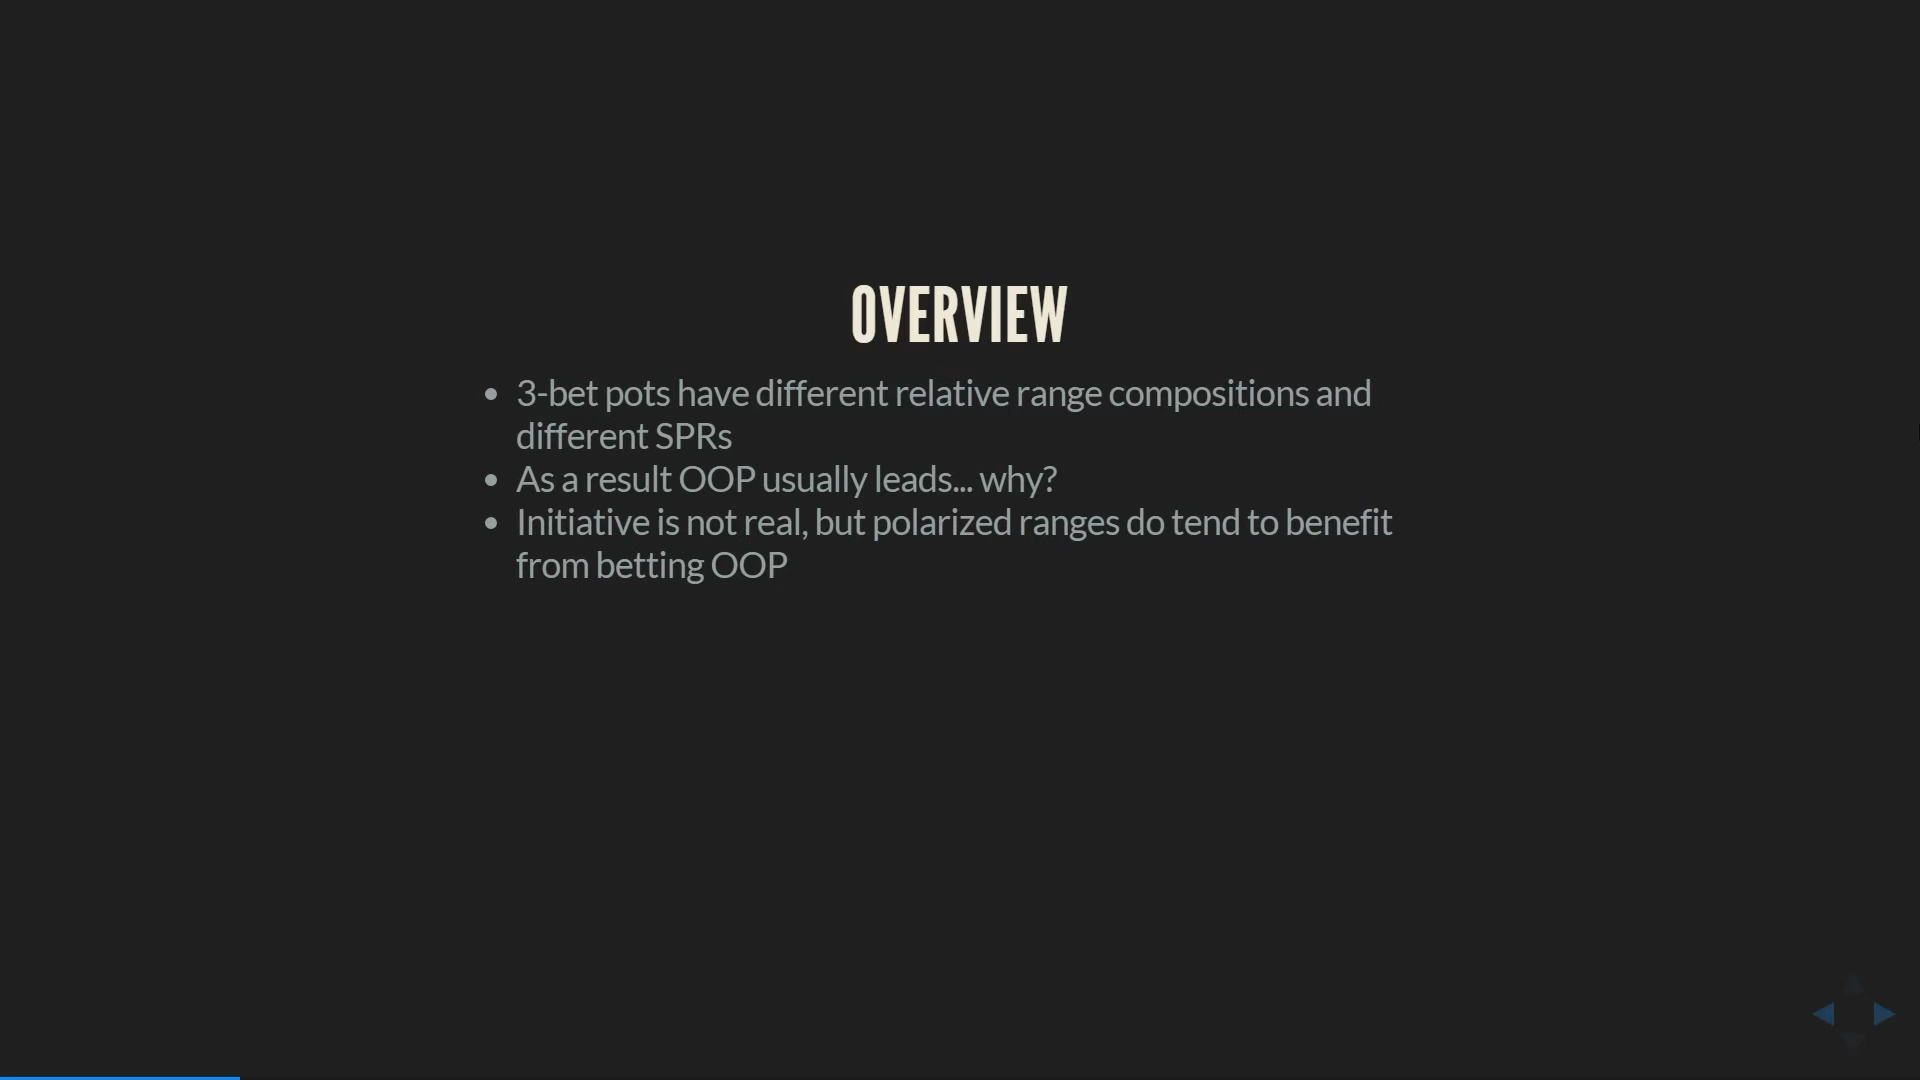 OVERVIEW
3-bet pots have different relative range compositions and
different SPRs
As a result OOP usually leads... why?
Initiative is not real, but polarized ranges do tend to benefit
from betting OOP